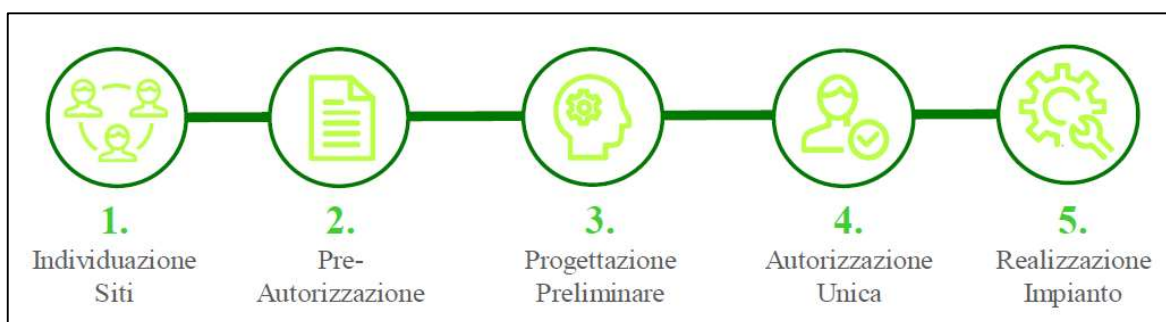 1.
Individuazione
Siti
2.
Pre-
Autorizzazione
3.
Progettazione
Preliminare
4.
Autorizzazione
Unica
5.
Realizzazione
Impianto